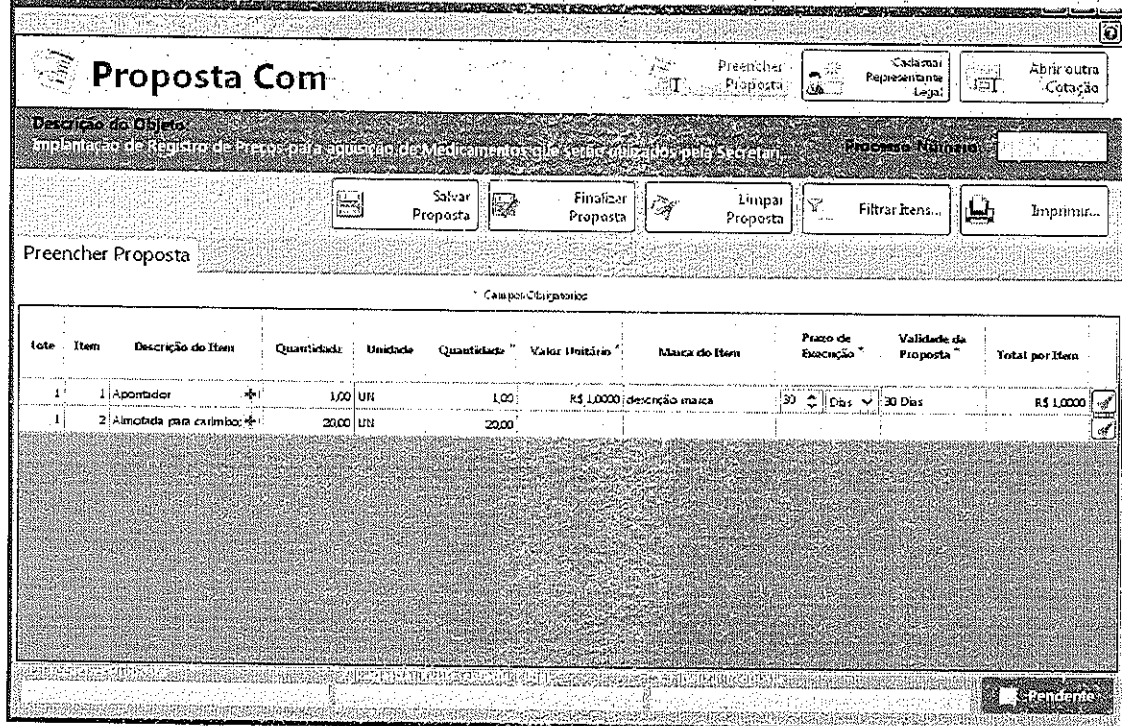 Proposta Com
Preencher Proposta
Cadastrar Representante Legal
Abrir outra Cotação
Descrição do Objeto:
Implantação de Registro de Preços para aquisição de Medicamentos que serão utilizados pela Secretari...
Processo Número:
Salvar Proposta
Finalizar Proposta
Limpar Proposta
Filtrar Itens...
Imprimir...
Preencher Proposta
* Campos Obrigatorios
Lote Item Descrição do Item Quantidade Unidade Quantidade * Valor Unitário * Marca do Item Prazo de Execução * Validade da Proposta * Total por Item
1 1 Apontador + 1,00 UN 1,00 R$ 1,0000 descrição marca 30 Dias 30 Dias R$ 1,0000
1 2 Almofada para carimbo: + 20,00 UN 20,00
Pendente